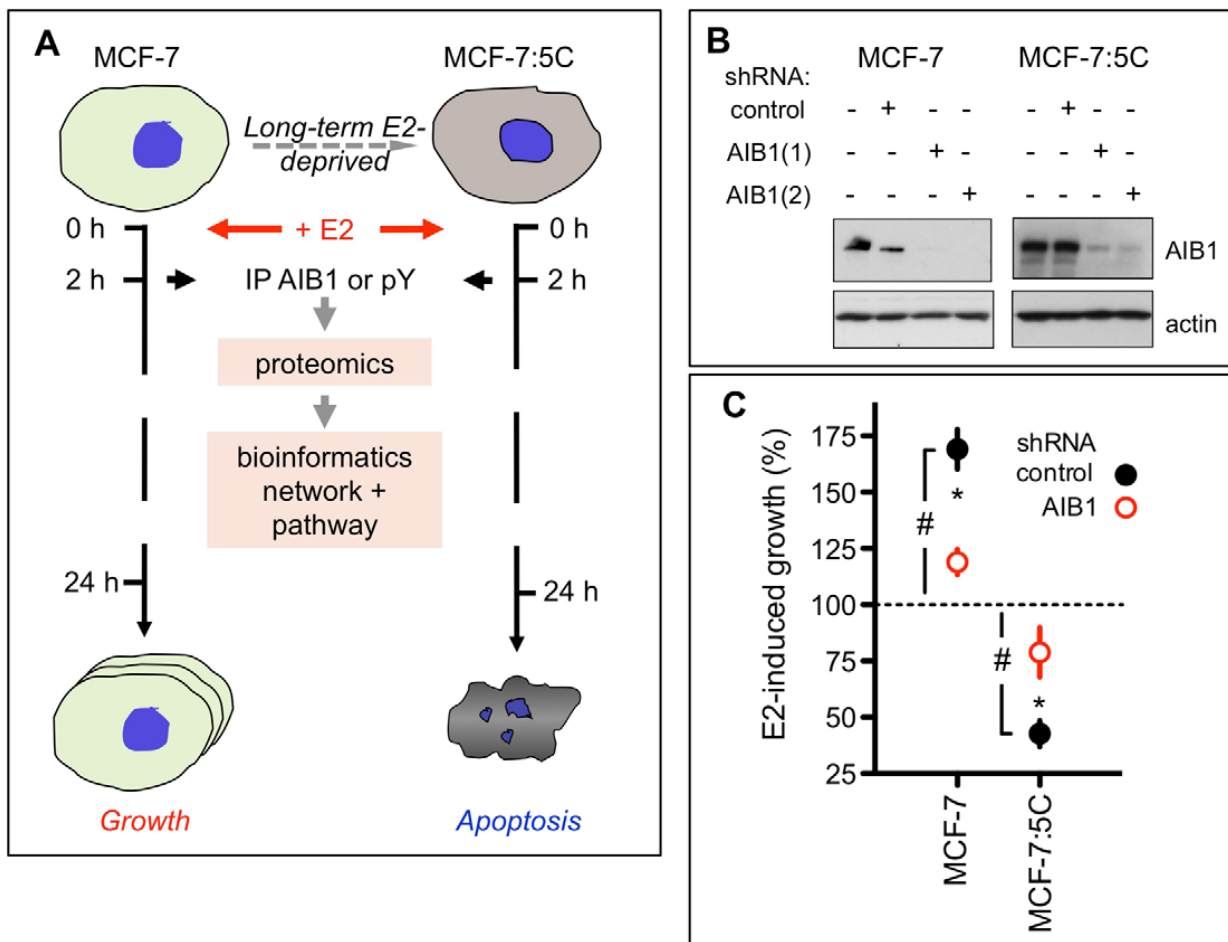 A
MCF-7 MCF-7:5C
Long-term E2-
deprived
0 h + E2 0 h
2 h IP AIB1 or pY 2 h
proteomics
bioinformatics
network +
pathway
24 h 24 h
Growth Apoptosis
B
MCF-7 MCF-7:5C
shRNA:
control - + - - - + - -
AIB1(1) - - + - - - + -
AIB1(2) - - - + - - - +
AIB1
actin
C
E2-induced growth (%)
175
150
125
100
75
50
25
shRNA
control
AIB1
#
*
#
*
MCF-7
MCF-7:5C